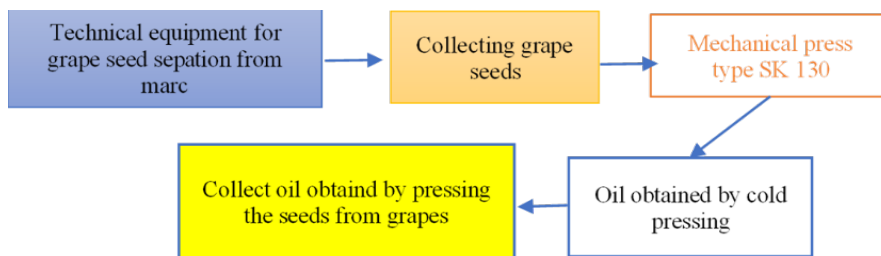 Technical equipment for
grape seed sepation from
marc
Collecting grape
seeds
Mechanical press
type SK 130
Collect oil obtaind by pressing
the seeds from grapes
Oil obtained by cold
pressing